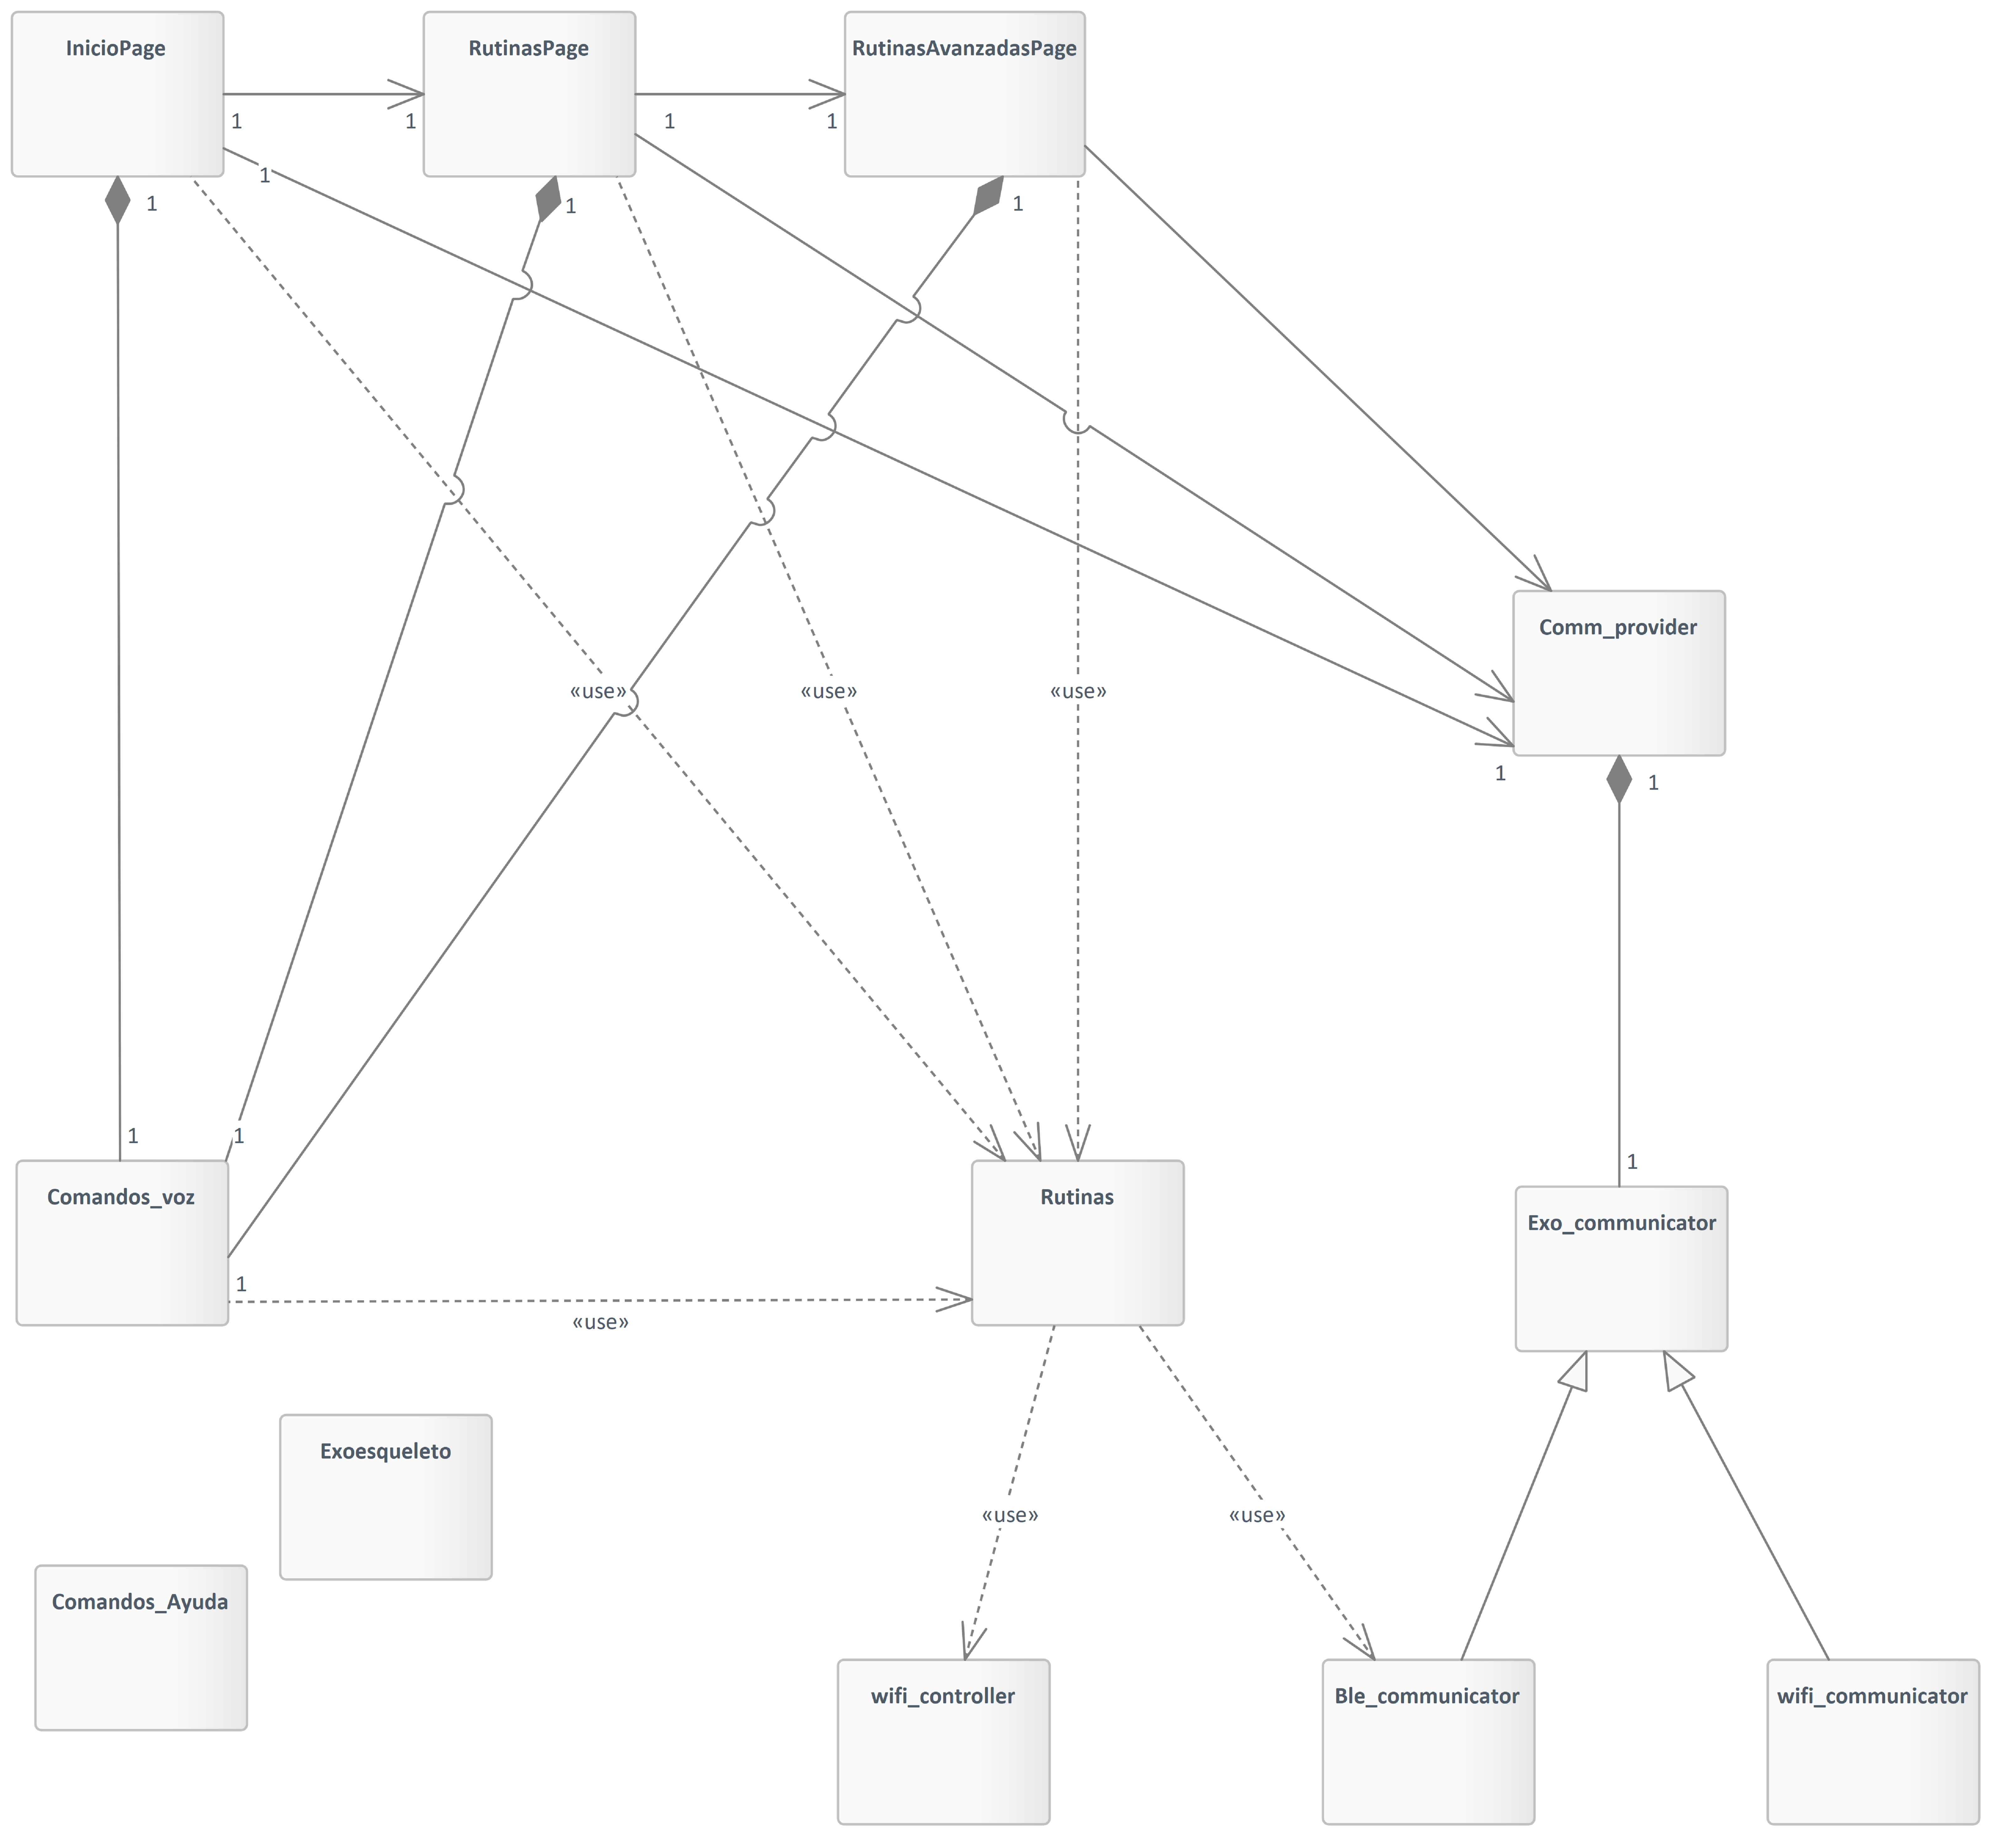 InicioPage
RutinasPage
RutinasAvanzadasPage
1
1
1
1
1
1
1
1
Comm_provider
«use»
«use»
«use»
1
1
1
1
1
Comandos_voz
Rutinas
Exo_communicator
1
«use»
Exoesqueleto
«use»
«use»
Comandos_Ayuda
wifi_controller
Ble_communicator
wifi_communicator